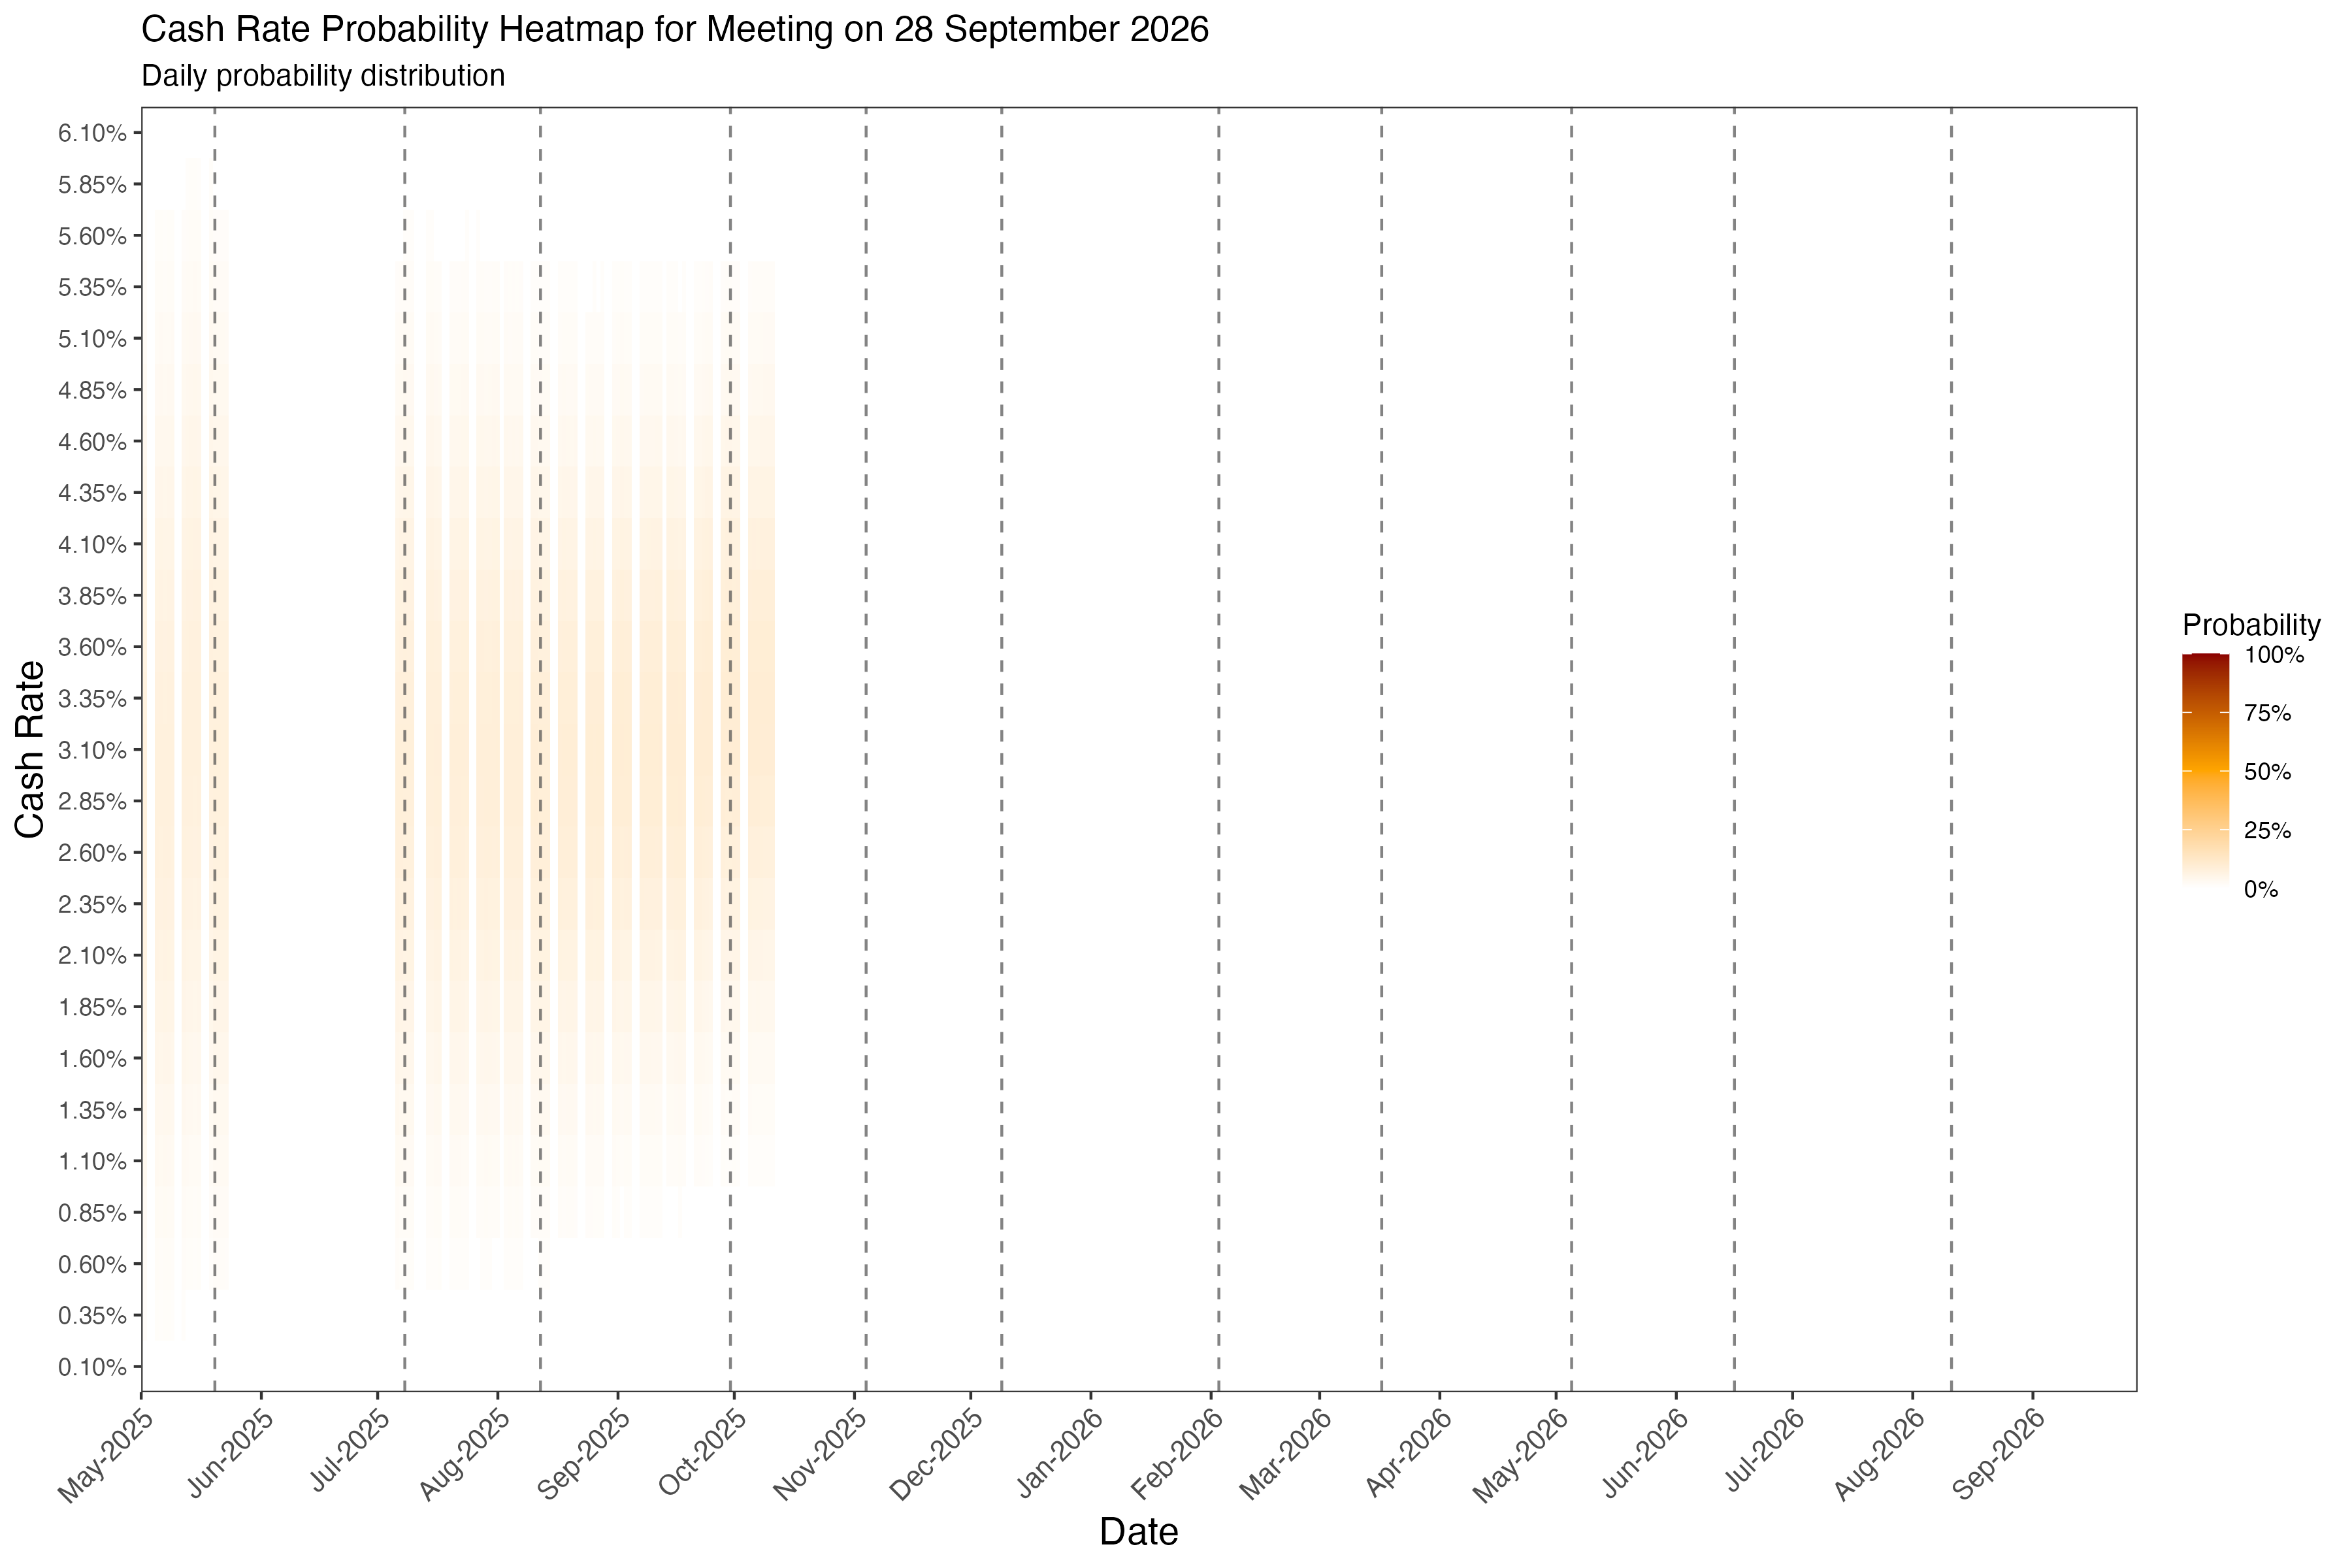 Cash Rate Probability Heatmap for Meeting on 28 September 2026
Daily probability distribution
6.10%
5.85%
5.60%
5.35%
5.10%
4.85%
4.60%
4.35%
4.10%
3.85%
3.60%
3.35%
3.10%
2.85%
2.60%
2.35%
2.10%
1.85%
1.60%
1.35%
1.10%
0.85%
0.60%
0.35%
0.10%
Cash Rate
May-2025
Jun-2025
Jul-2025
Aug-2025
Sep-2025
Oct-2025
Nov-2025
Dec-2025
Jan-2026
Feb-2026
Mar-2026
Apr-2026
May-2026
Jun-2026
Jul-2026
Aug-2026
Sep-2026
Date
Probability
100%
75%
50%
25%
0%